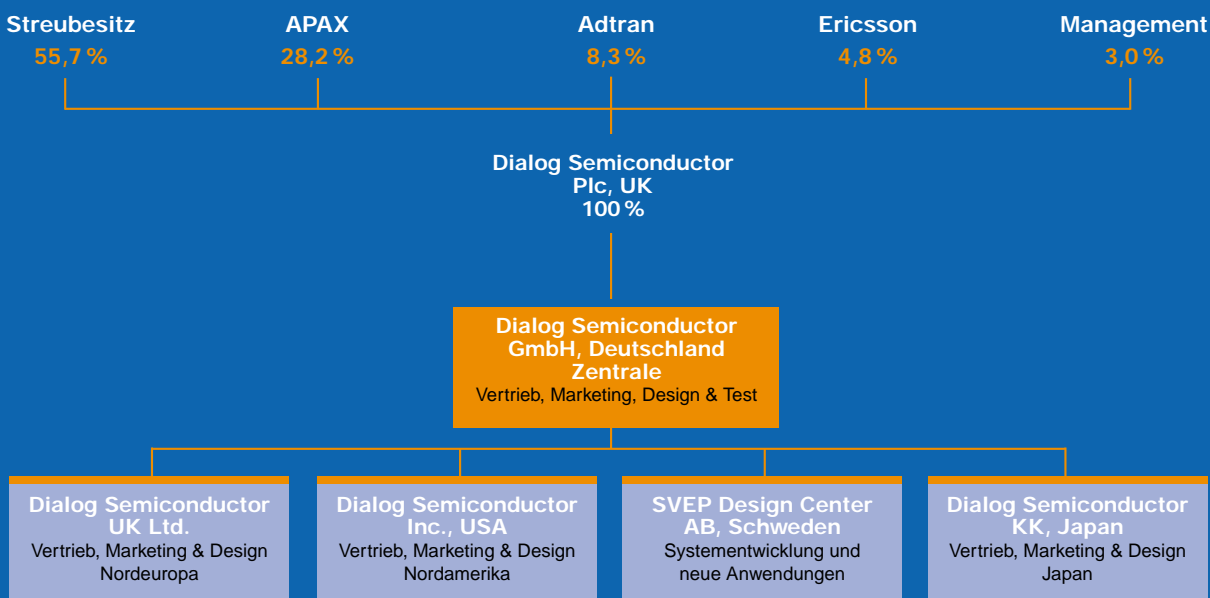 Streubesitz APAX Adtran Ericsson Management
55,7 % 28,2 % 8,3 % 4,8 % 3,0 %
Dialog Semiconductor
Plc, UK
100 %
Dialog Semiconductor
GmbH, Deutschland
Zentrale
Vertrieb, Marketing, Design & Test
Dialog Semiconductor
UK Ltd.
Vertrieb, Marketing & Design
Nordeuropa
Dialog Semiconductor
Inc., USA
Vertrieb, Marketing & Design
Nordamerika
SVEP Design Center
AB, Schweden
Systementwicklung und
neue Anwendungen
Dialog Semiconductor
KK, Japan
Vertrieb, Marketing & Design
Japan